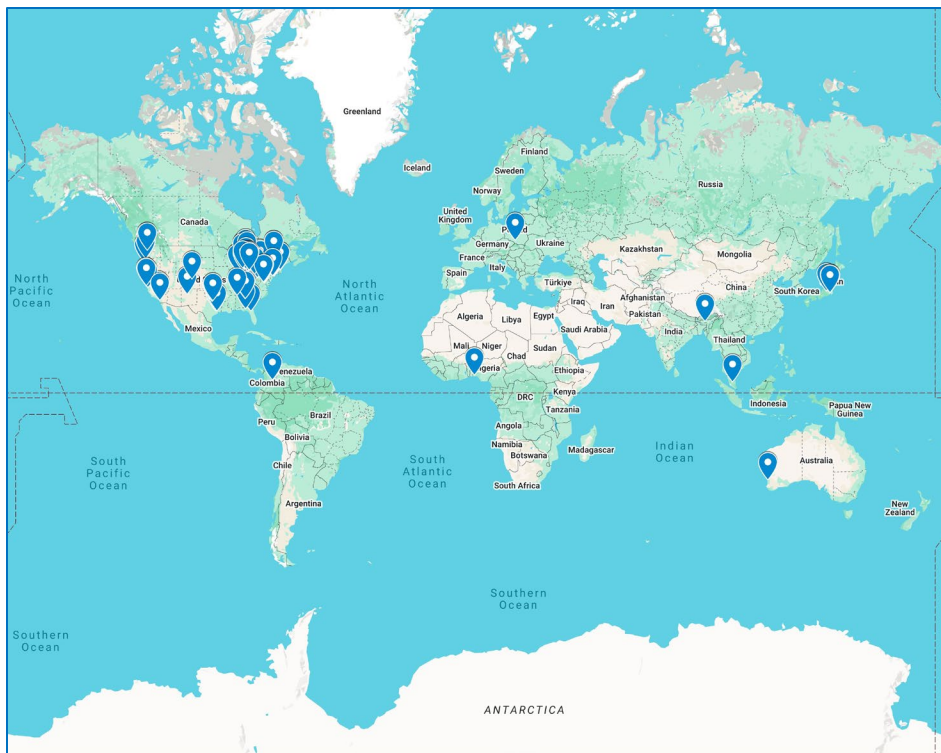 Greenland
Iceland
Finland
Sweden
Norway
Russia
Canada
United
Kingdom
Germany
Ukraine
France
Kazakhstan
Mongolia
Italy
Spain
Türkiye
North
Pacific
Ocean
North
Atlantic
Ocean
South Korea
China
Iraq
Iran
Afghanistan
Pakistan
Algeria
Libya
Egypt
Saudi Arabia
India
Mexico
Mali
Niger
Sudan
Thailand
Chad
Ethiopia
Colombia
DRC
Kenya
Tanzania
Indonesia
Papua New
Guinea
Brazil
Peru
Angola
Bolivia
Namibia
Botswana
Madagascar
South
Pacific
Ocean
South
Atlantic
Ocean
Indian
Ocean
Australia
Chile
South Africa
Argentina
New
Zealand
Southern
Ocean
Southern
Ocean
ANTARCTICA